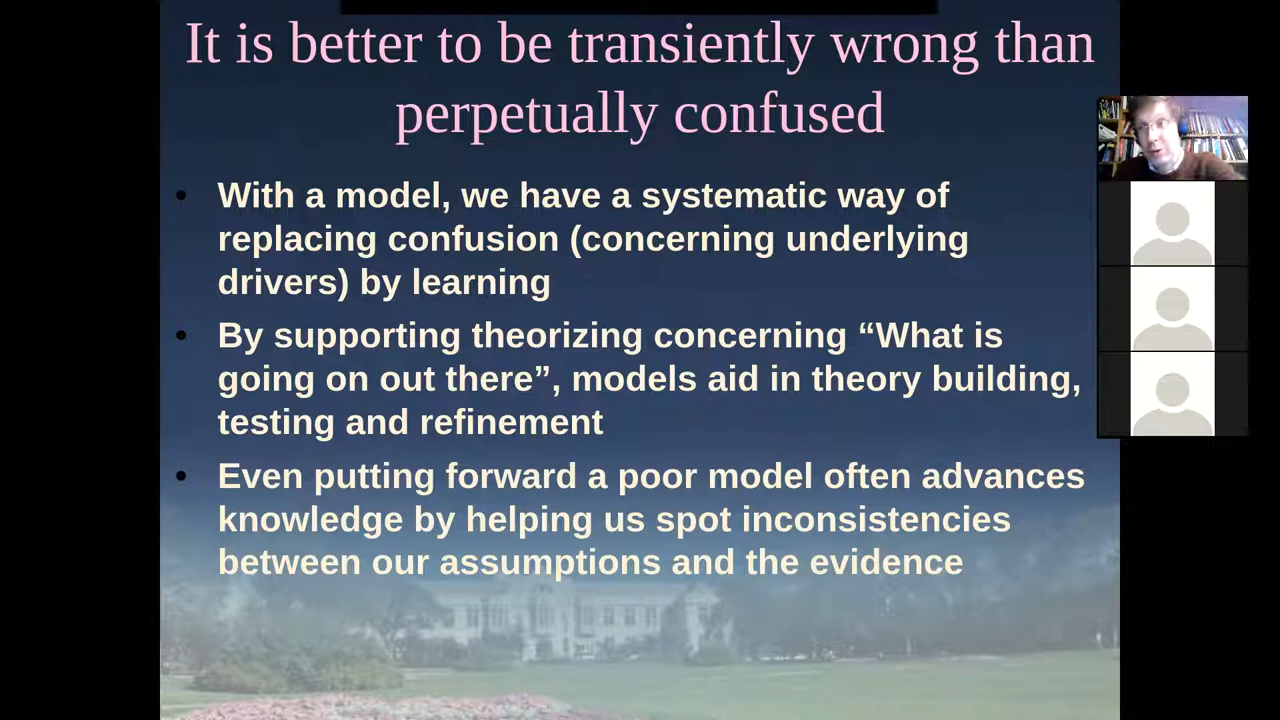 It is better to be transiently wrong than
perpetually confused
• With a model, we have a systematic way of
replacing confusion (concerning underlying
drivers) by learning
• By supporting theorizing concerning “What is
going on out there”, models aid in theory building,
testing and refinement
• Even putting forward a poor model often advances
knowledge by helping us spot inconsistencies
between our assumptions and the evidence